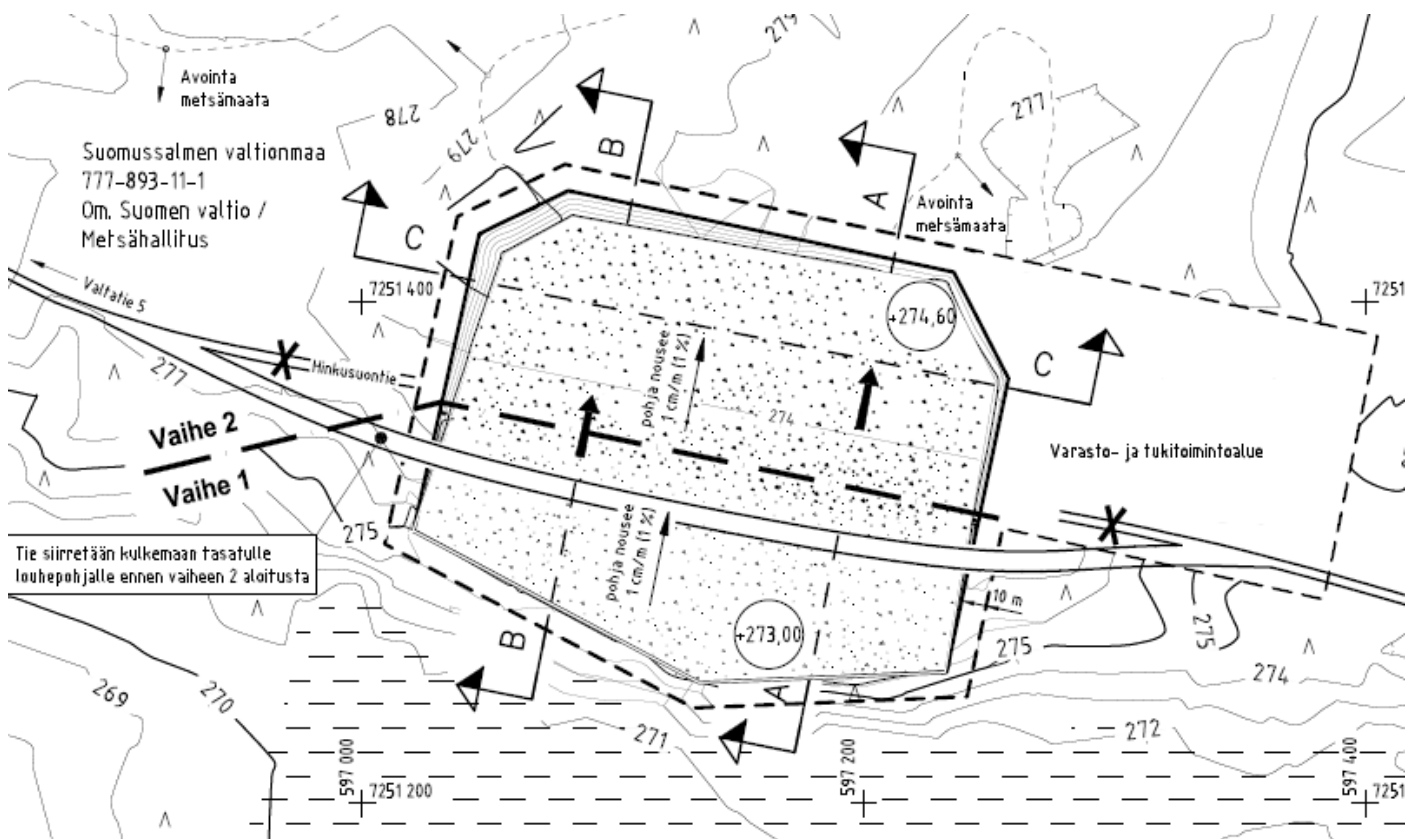 279
Avointa
metsämaata
278
279
277
B
A
Suomussalmen valtionmaa
777-893-11-1
Om. Suomen valtio /
Metsähallitus
Avointa
metsämaata
C
Valtatie 5
7251 400
7251
+274,60
Hinkusuontie
pohja nousee
1 cm/m (1 %)
C
277
274
Vaihe 2
Vaihe 1
Varasto- ja tukitoimintoalue
275
pohja nousee
1 cm/m (1 %)
Tie siirretään kulkemaan tasatulle
louhepohjalle ennen vaiheen 2 aloitusta
10 m
+273,00
B
275
275
274
A
269
270
271
272
597 000
7251 200
597 200
597 400
7251